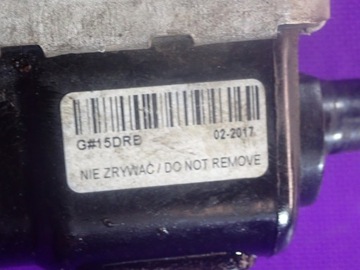 G#15DRB 02-2017
NIE ZRYWAĆ / DO NOT REMOVE